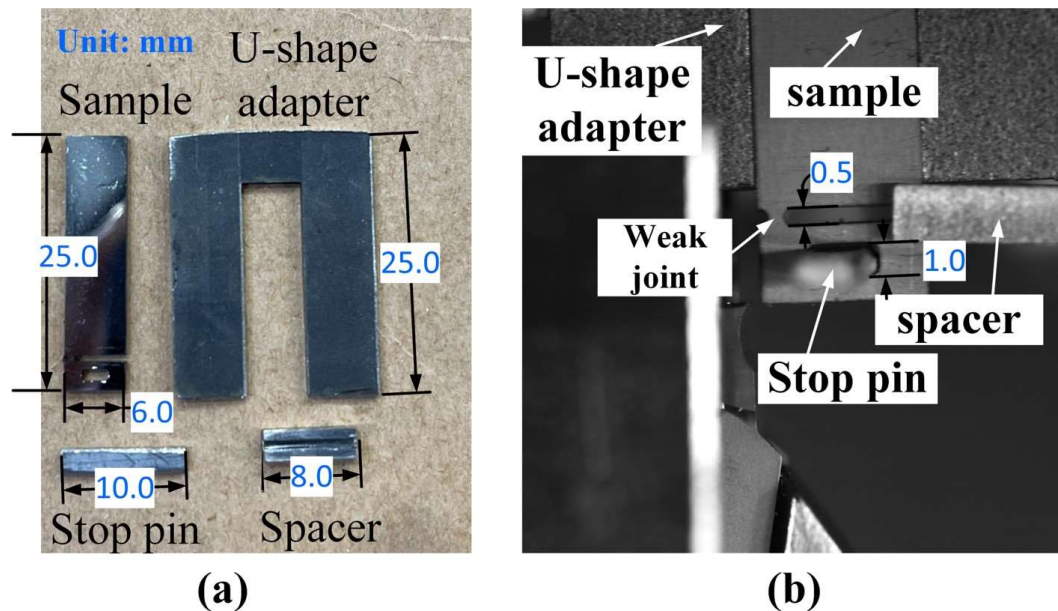 Unit: mm
Sample
U-shape
adapter
25.0
25.0
6.0
10.0
8.0
Stop pin
Spacer
(a)
U-shape
adapter
sample
0.5
Weak
joint
1.0
spacer
Stop pin
(b)